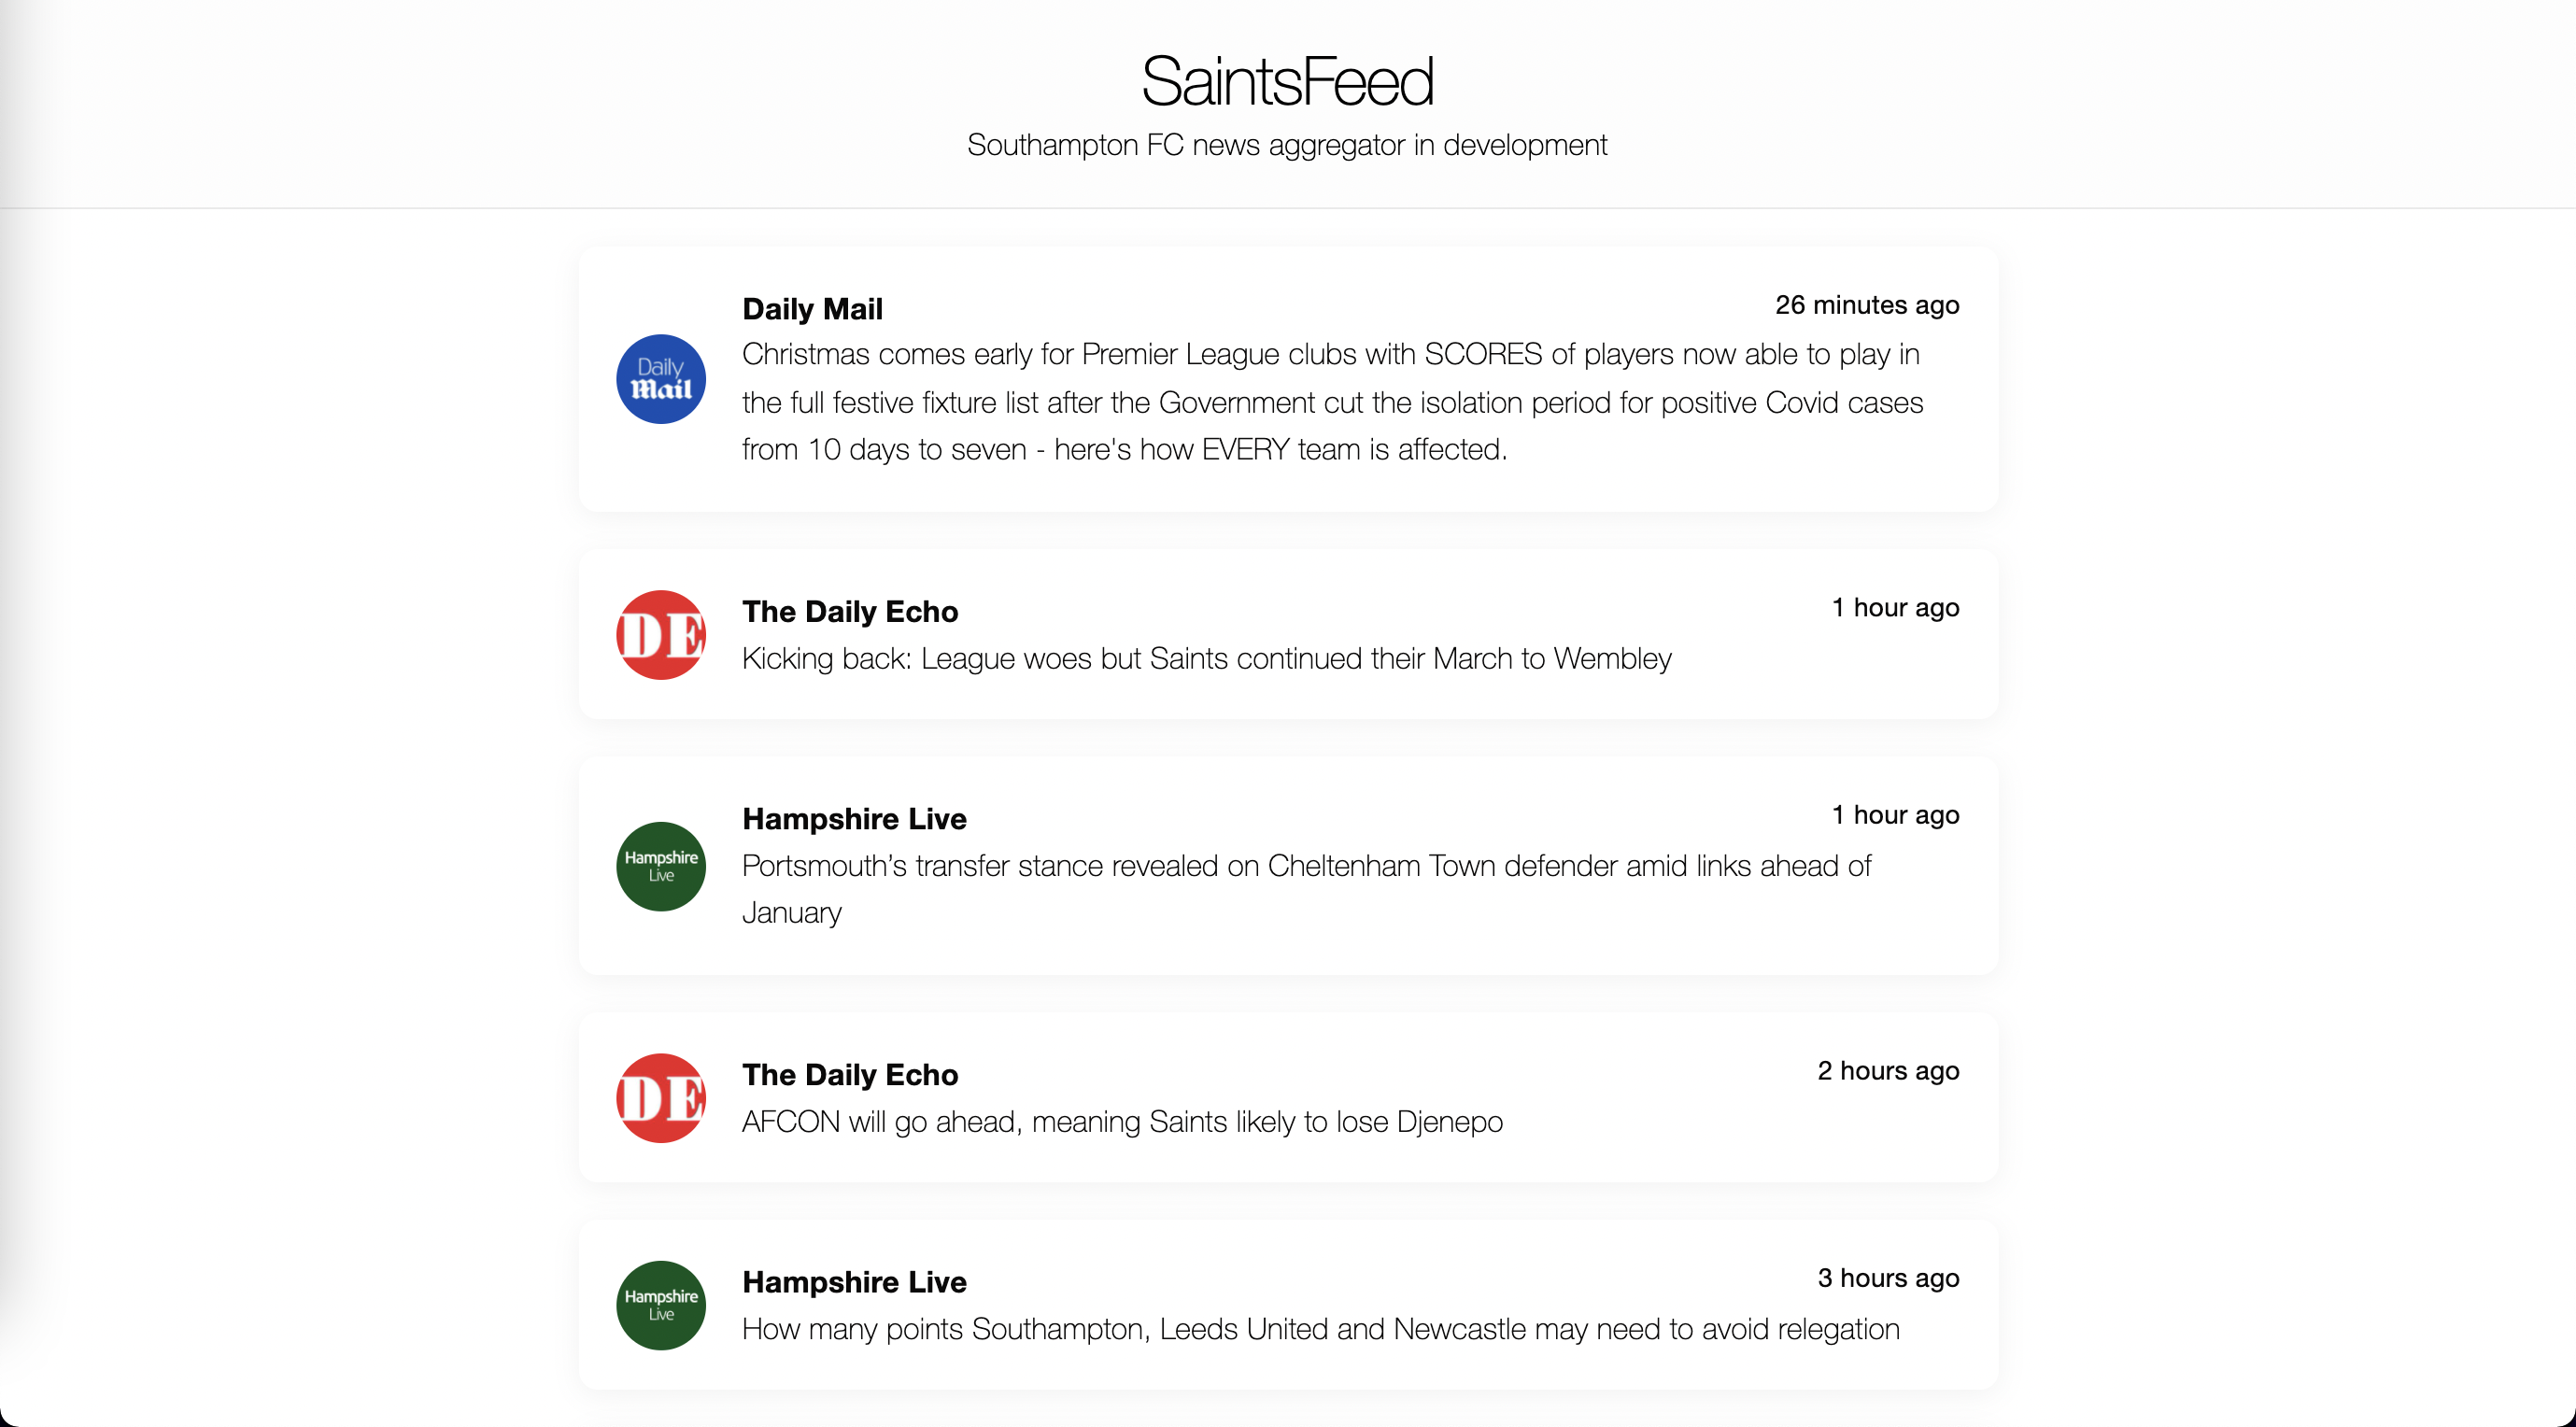 SaintsFeed
Southampton FC news aggregator in development
Daily Mail
26 minutes ago
Daily
Mail
Christmas comes early for Premier League clubs with SCORES of players now able to play in
the full festive fixture list after the Government cut the isolation period for positive Covid cases
from 10 days to seven - here's how EVERY team is affected.
The Daily Echo
1 hour ago
DE
Kicking back: League woes but Saints continued their March to Wembley
Hampshire Live
1 hour ago
Hampshire
Live
Portsmouth’s transfer stance revealed on Cheltenham Town defender amid links ahead of
January
The Daily Echo
2 hours ago
DE
AFCON will go ahead, meaning Saints likely to lose Djenepo
Hampshire Live
3 hours ago
Hampshire
Live
How many points Southampton, Leeds United and Newcastle may need to avoid relegation